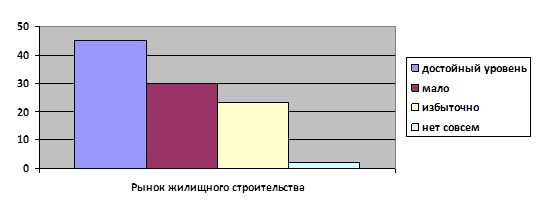 50
40
30
20
10
0
Рынок жилищного строительства
достойный уровень
мало
избыточно
нет совсем